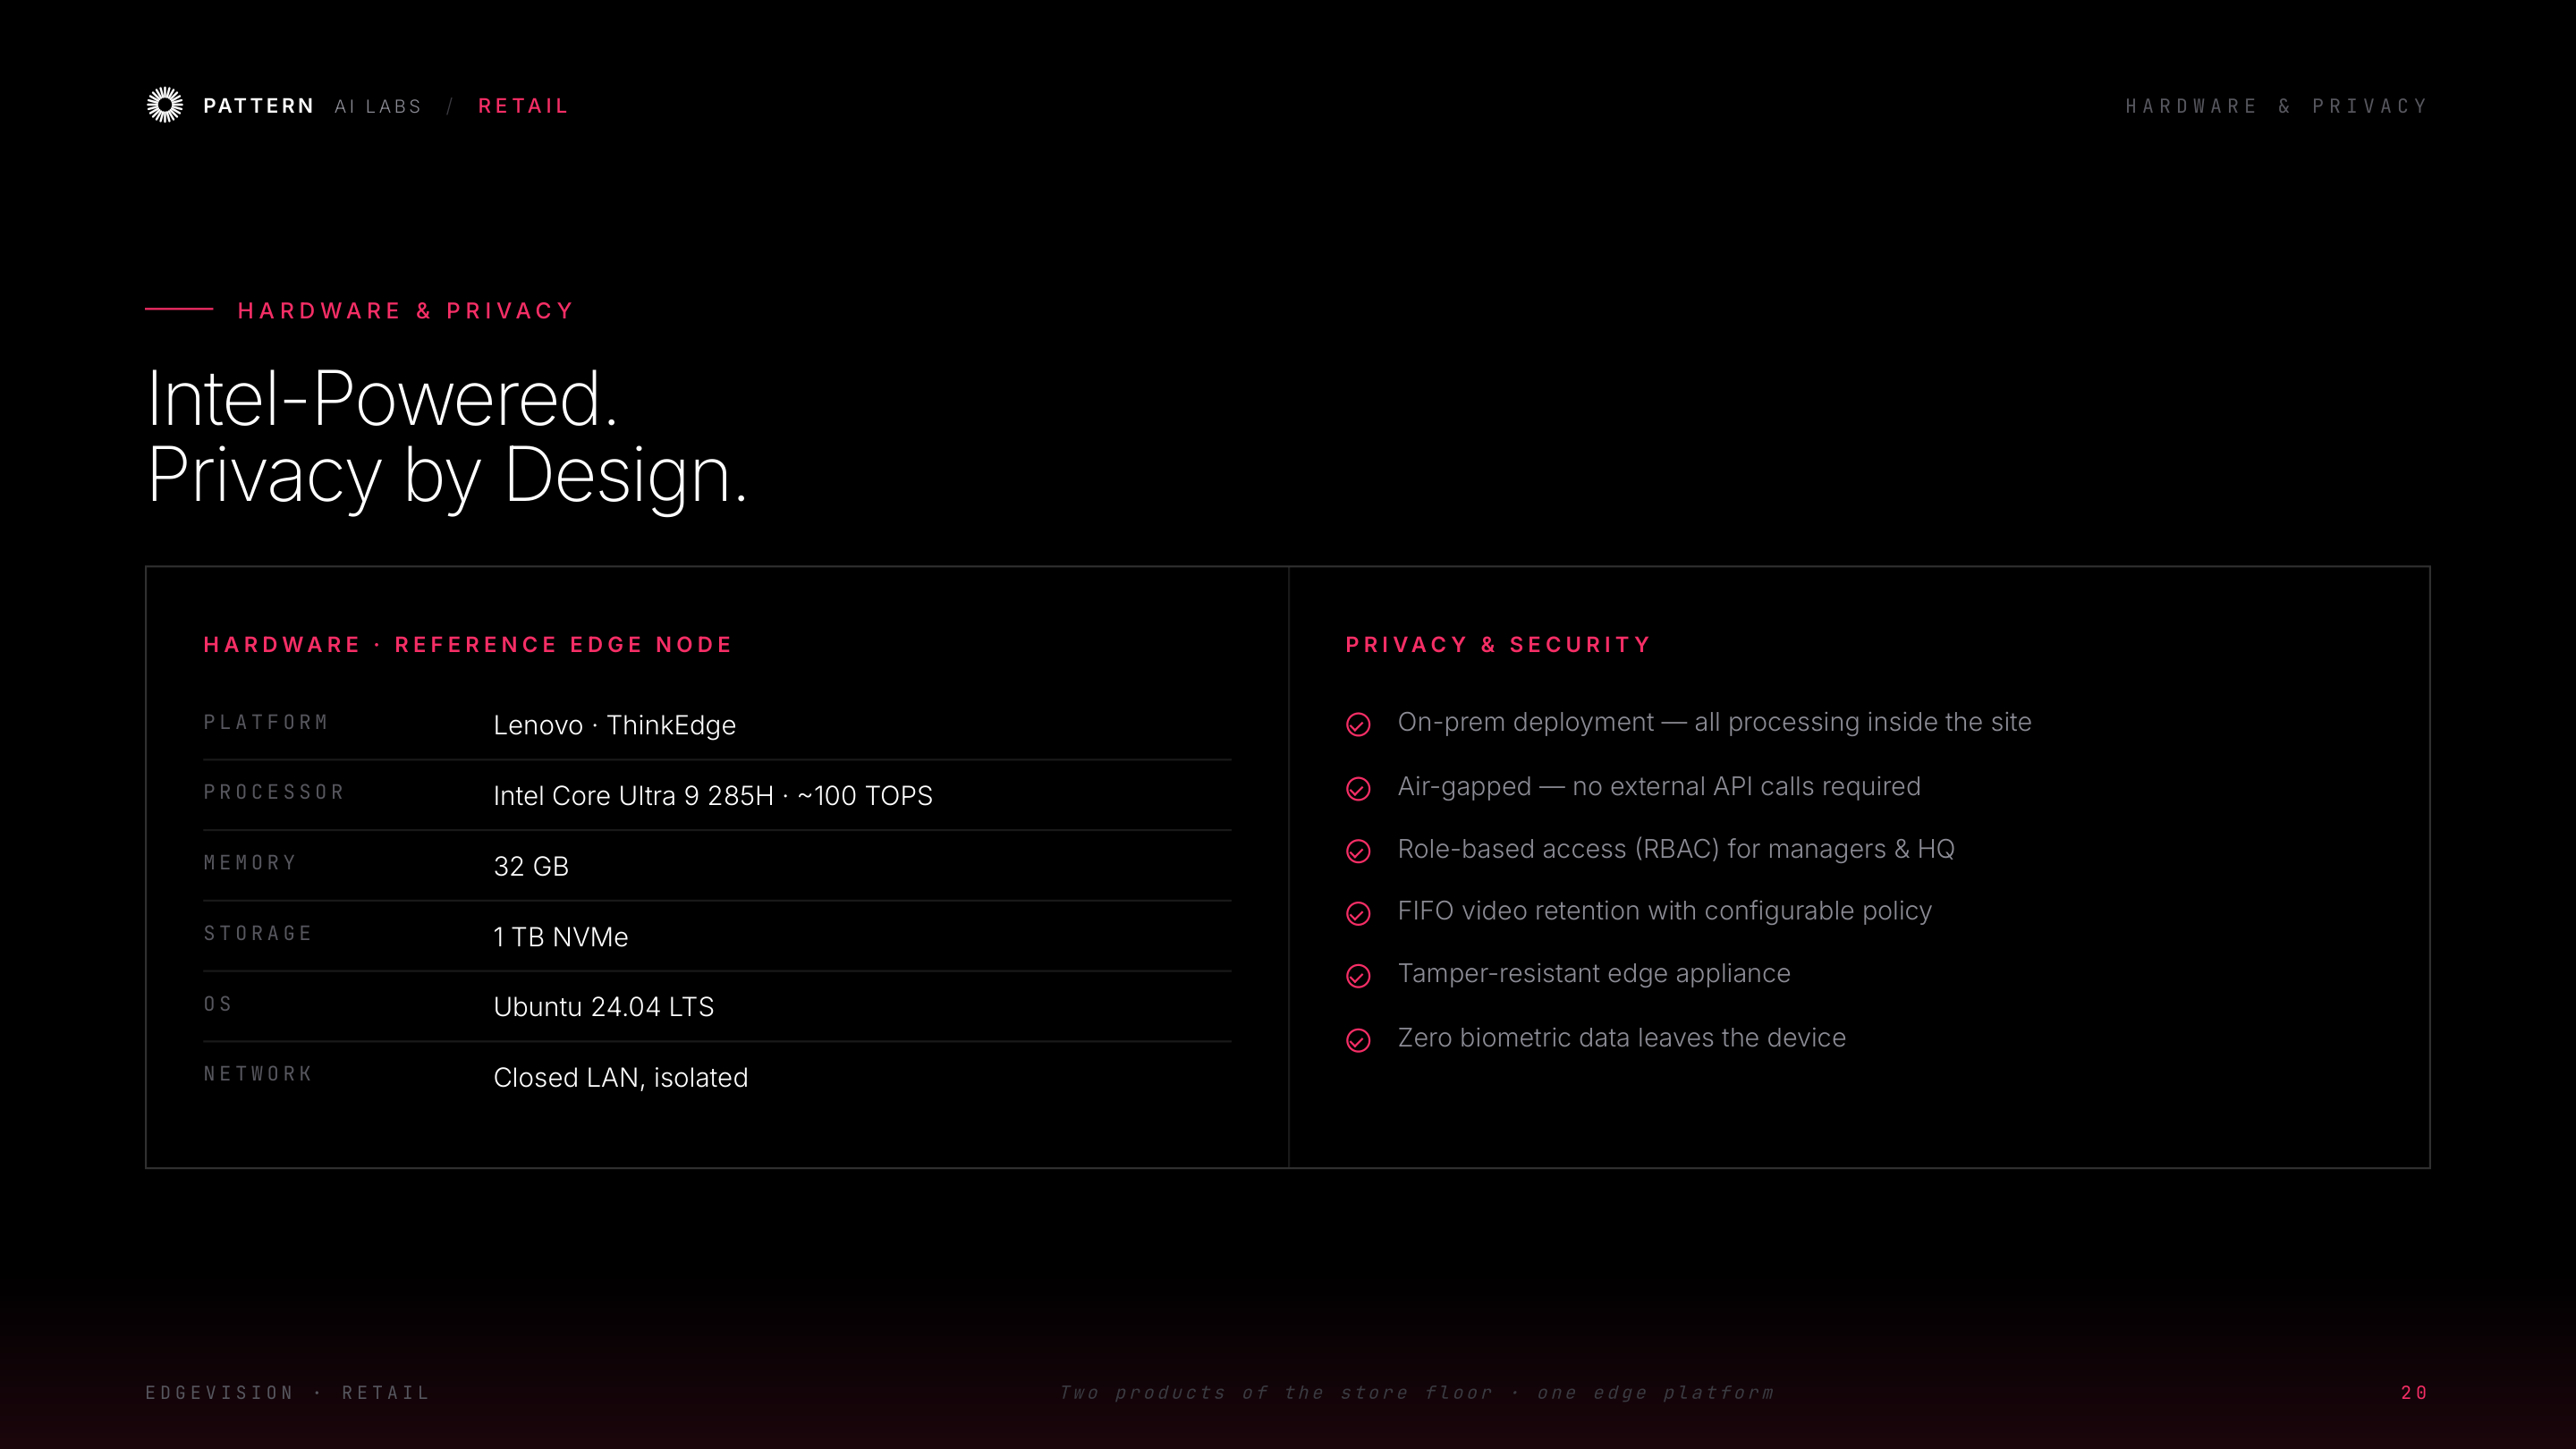 PATTERN AI LABS / RETAIL
HARDWARE & PRIVACY
HARDWARE & PRIVACY
Intel-Powered.
Privacy by Design.
HARDWARE · REFERENCE EDGE NODE
PLATFORM Lenovo · ThinkEdge
PROCESSOR Intel Core Ultra 9 285H · ~100 TOPS
MEMORY 32 GB
STORAGE 1 TB NVMe
OS Ubuntu 24.04 LTS
NETWORK Closed LAN, isolated
PRIVACY & SECURITY
On-prem deployment — all processing inside the site
Air-gapped — no external API calls required
Role-based access (RBAC) for managers & HQ
FIFO video retention with configurable policy
Tamper-resistant edge appliance
Zero biometric data leaves the device
EDGEVISION · RETAIL
Two products of the store floor · one edge platform
20